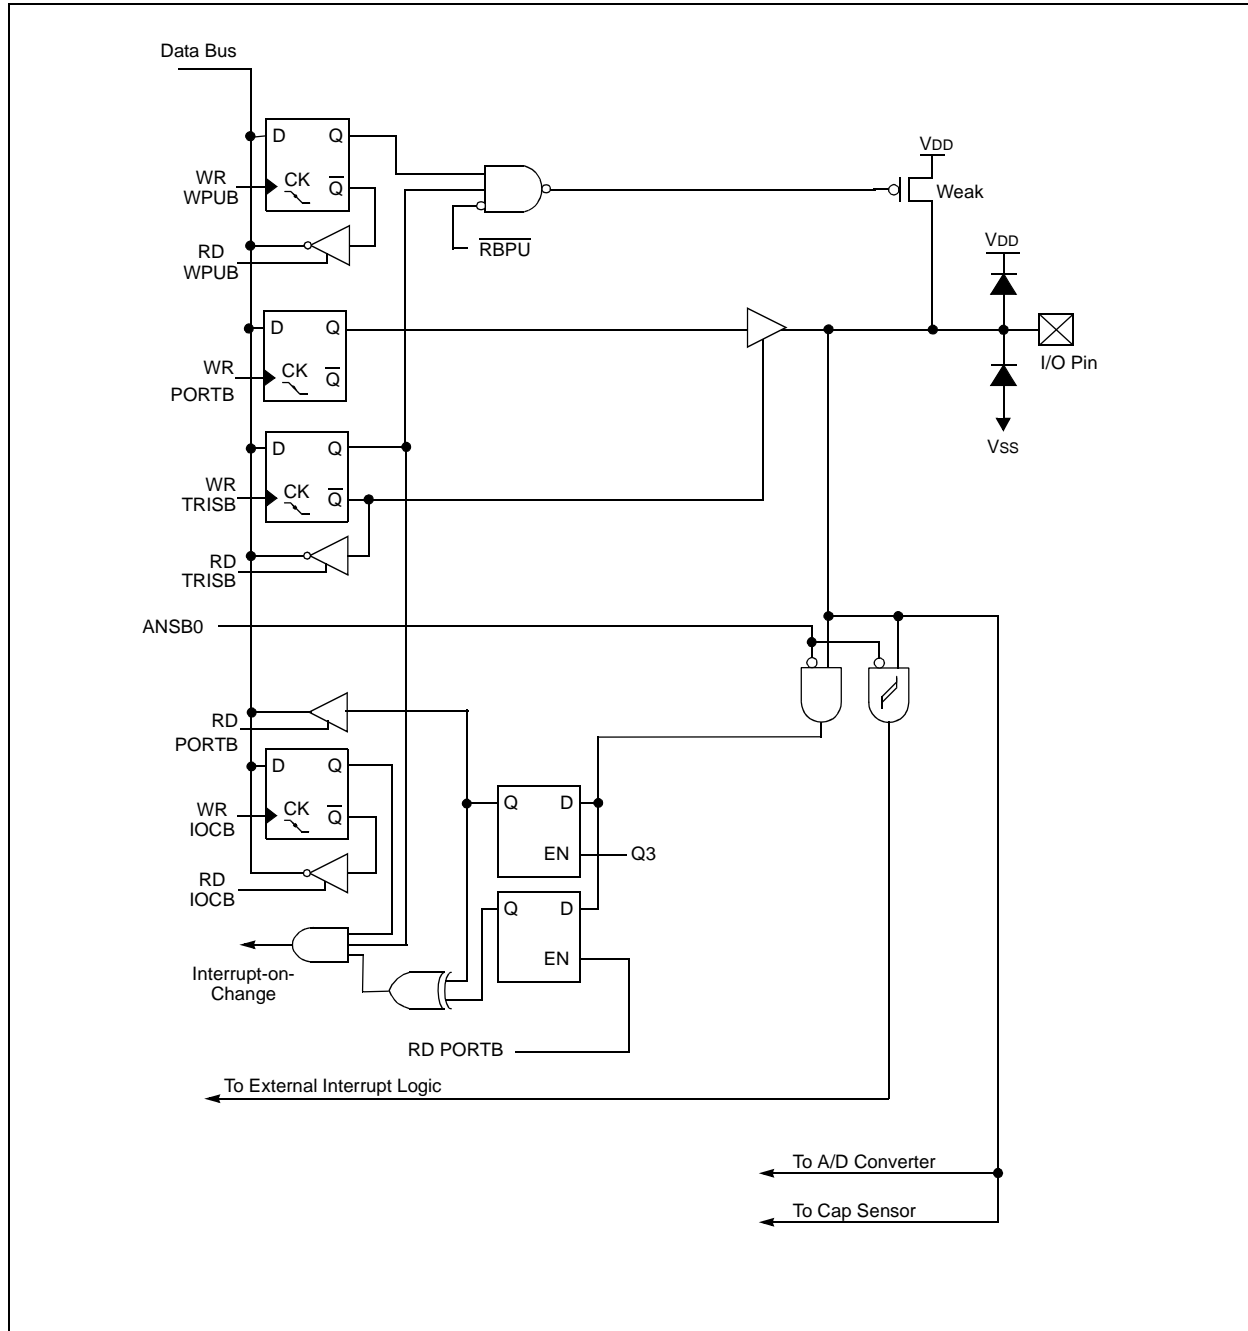 Data Bus
D Q
WR
WPUB
CK Q̅
RD
WPUB
R̅B̅P̅U̅
VDD
Weak
VDD
I/O Pin
VSS
D Q
WR
PORTB
CK Q̅
D Q
WR
TRISB
CK Q̅
RD
TRISB
ANSB0
RD
PORTB
D Q
WR
IOCB
CK Q̅
RD
IOCB
Q D
EN
Q3
Q D
EN
Interrupt-on-
Change
RD PORTB
To External Interrupt Logic
To A/D Converter
To Cap Sensor